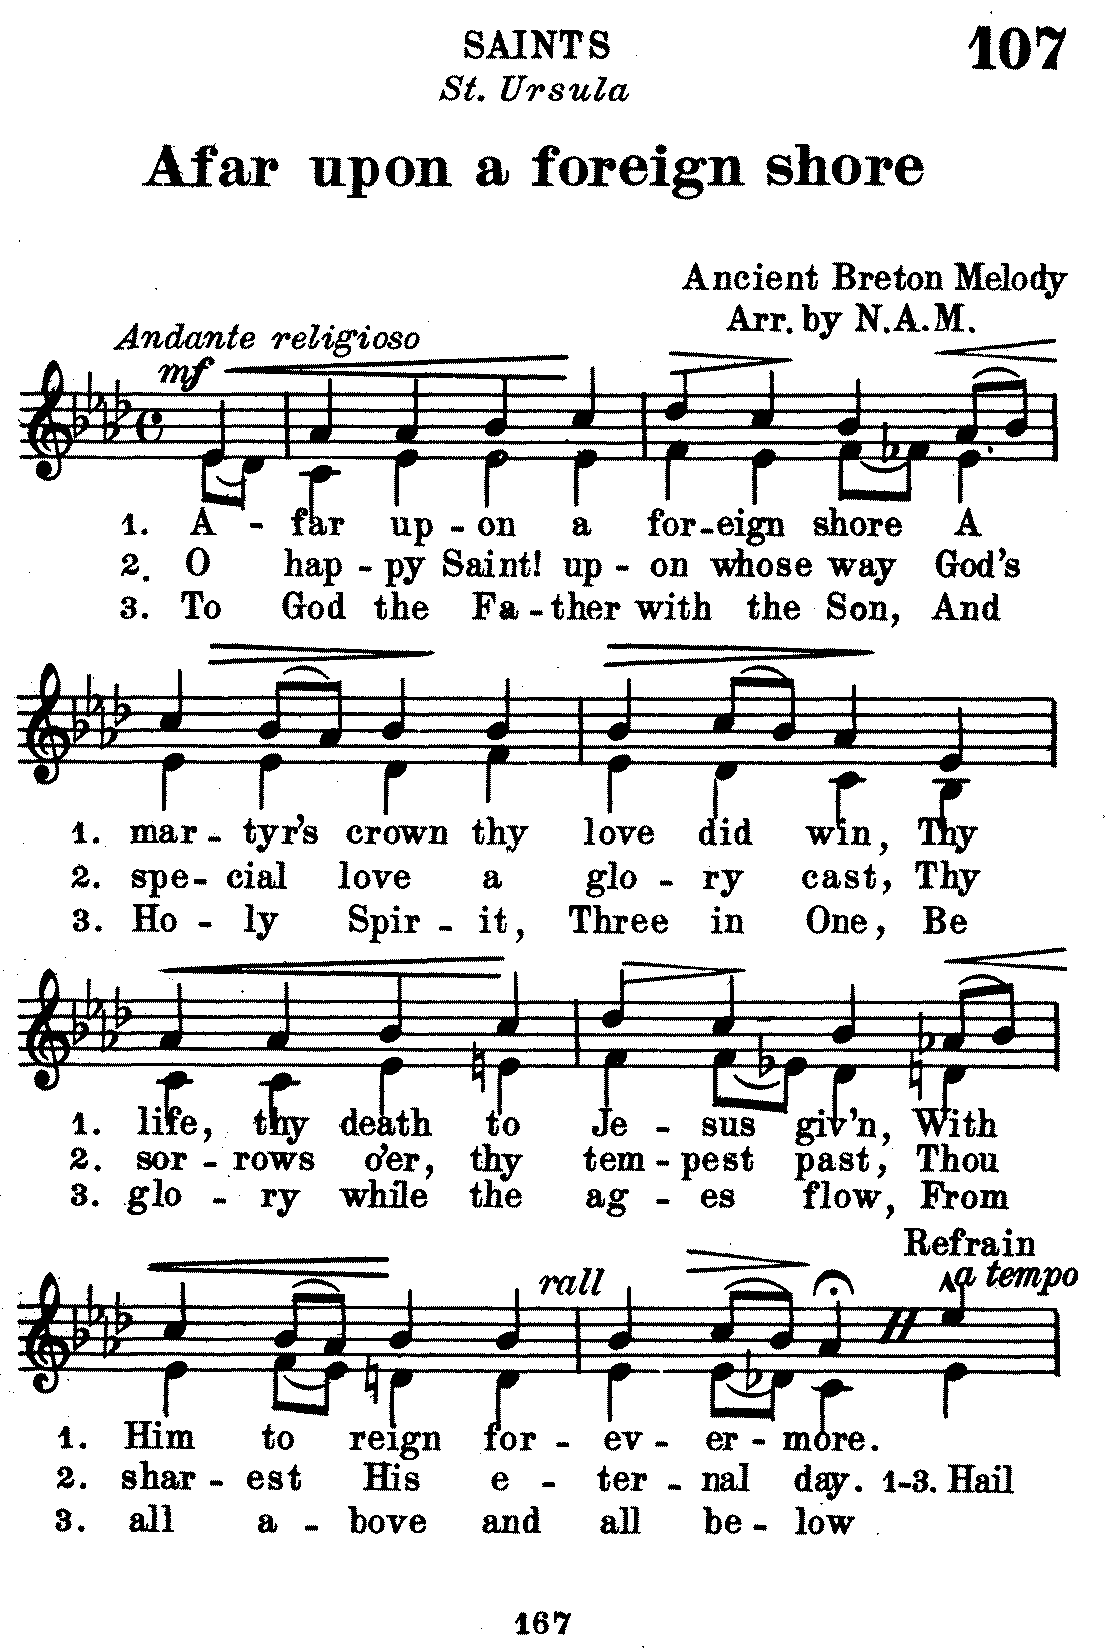 SAINTS
107
St. Ursula
Afar upon a foreign shore
Ancient Breton Melody
Arr. by N.A.M.
Andante religioso
mf
1. A - far up - on a for - eign shore A
2. O hap - py Saint! up - on whose way God's
3. To God the Fa - ther with the Son, And
1. mar - tyr's crown thy love did win, Thy
2. spe - cial love a glo - ry cast, Thy
3. Ho - ly Spir - it, Three in One, Be
1. life, thy death to Je - sus giv'n, With
2. sor - rows o'er, thy tem - pest past, Thou
3. glo - ry while the ag - es flow, From
Refrain
rall a tempo
1. Him to reign for - ev - er - more.
2. shar - est His e - ter - nal day. 1-3. Hail
3. all a - bove and all be - low
167